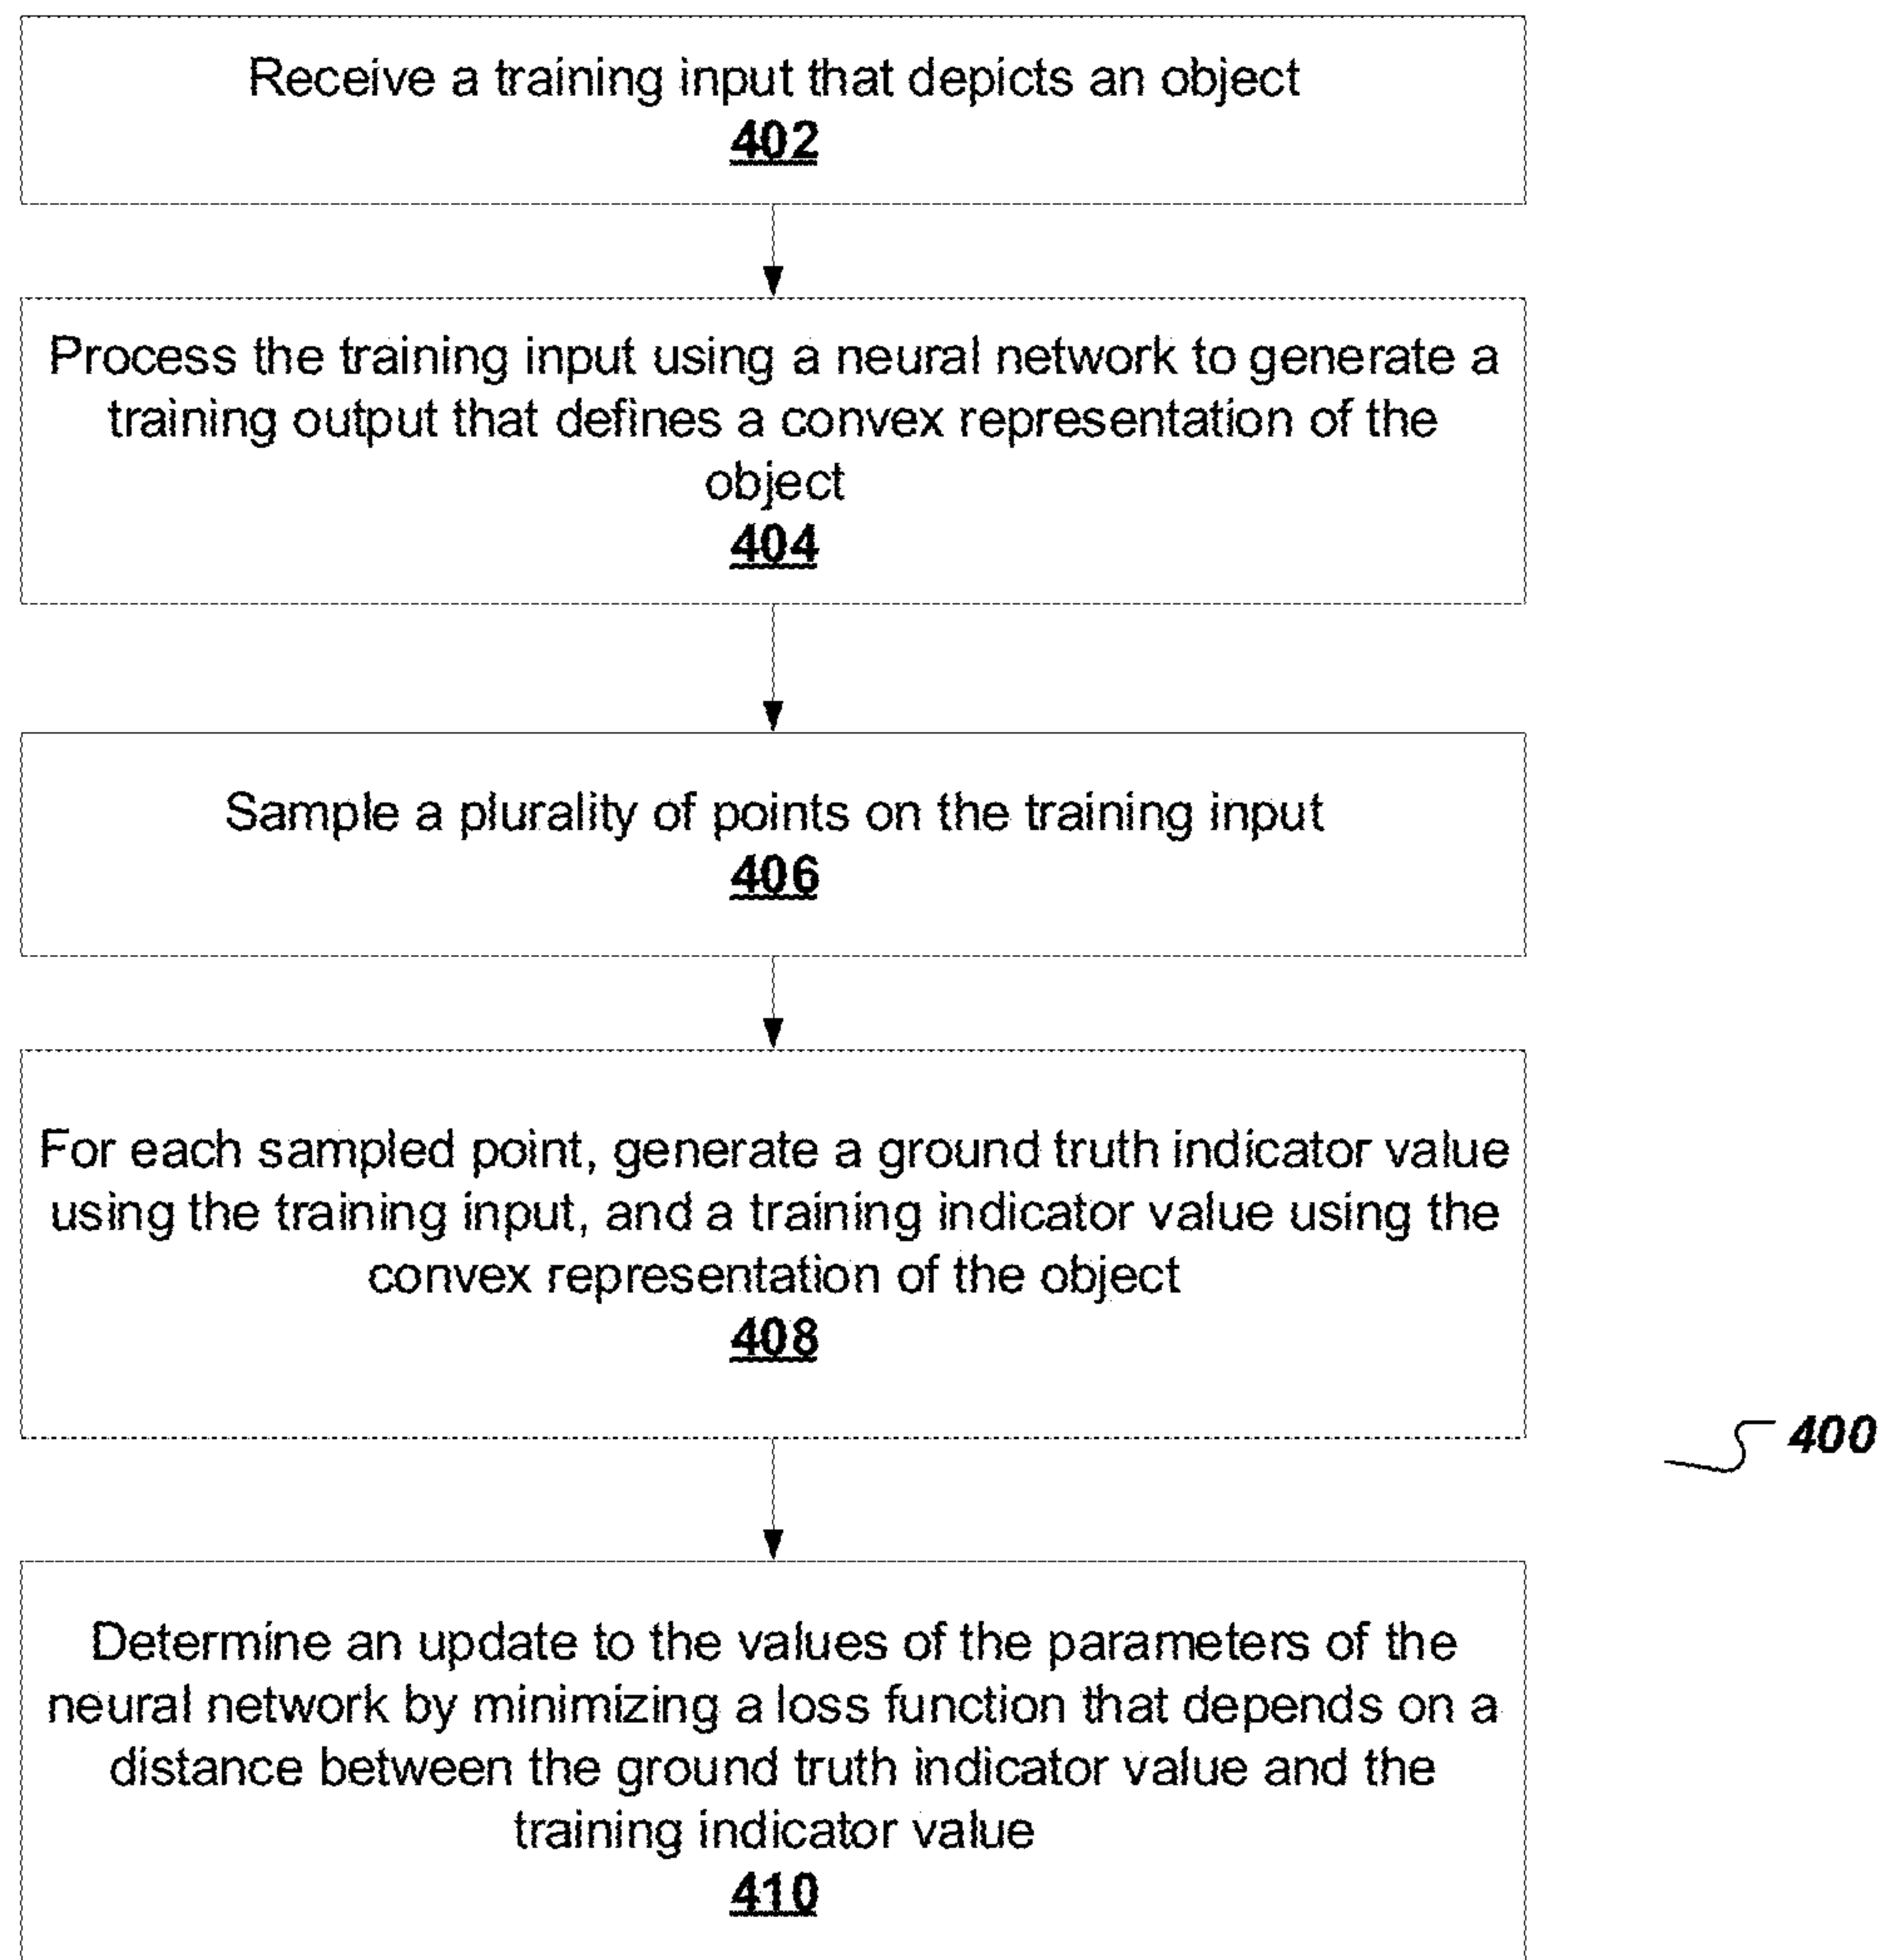 Receive a training input that depicts an object
402
Process the training input using a neural network to generate a
training output that defines a convex representation of the
object
404
Sample a plurality of points on the training input
406
For each sampled point, generate a ground truth indicator value
using the training input, and a training indicator value using the
convex representation of the object
408
400
Determine an update to the values of the parameters of the
neural network by minimizing a loss function that depends on a
distance between the ground truth indicator value and the
training indicator value
410